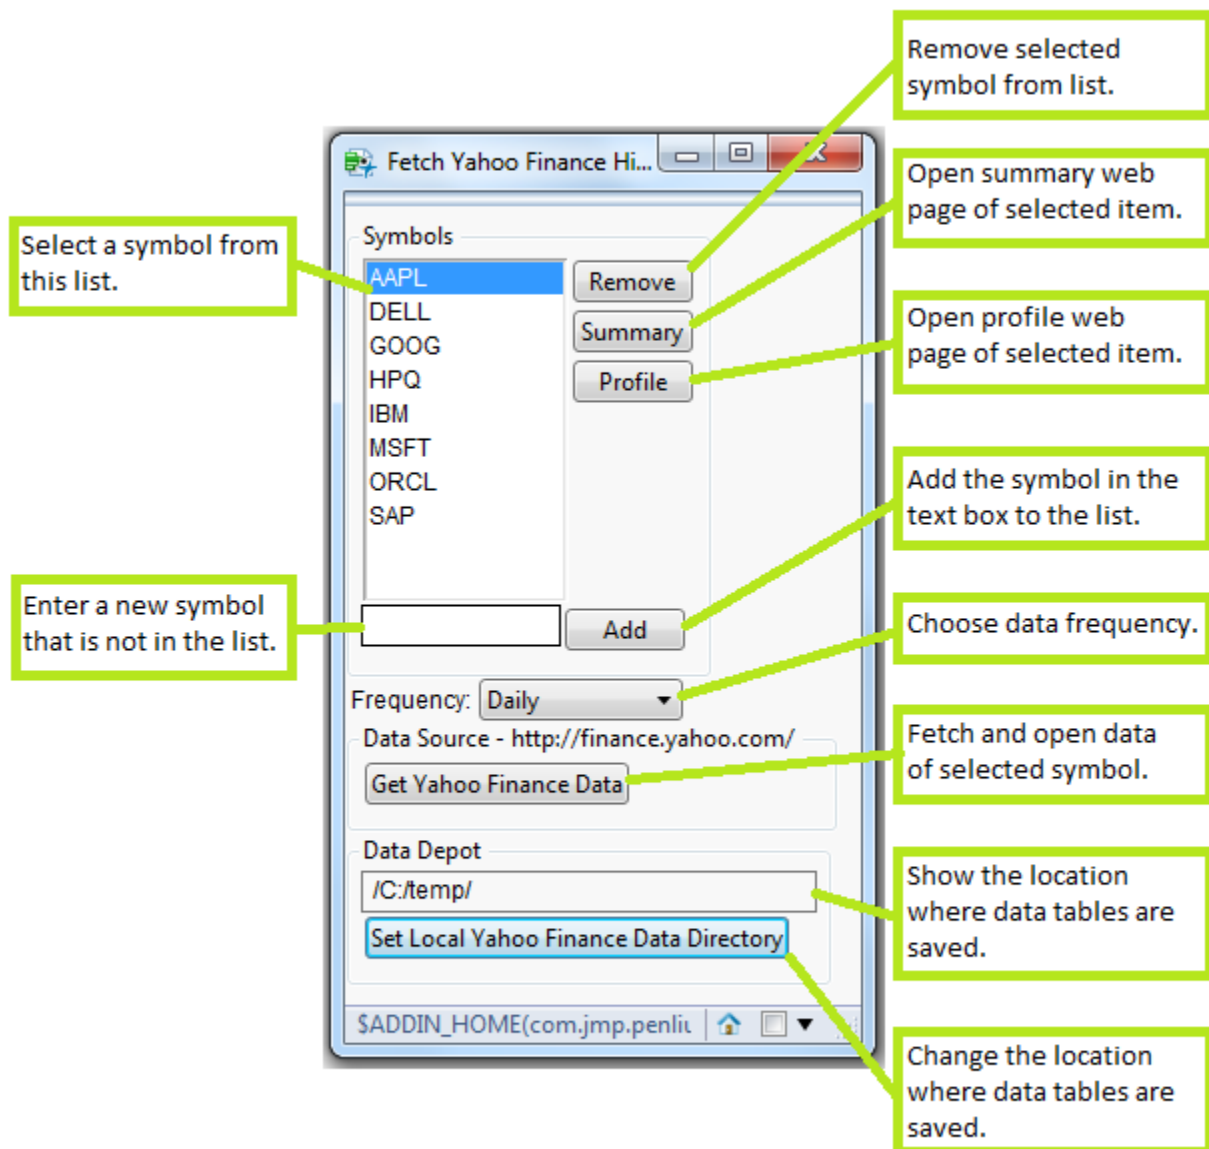 Remove selected
symbol from list.
Fetch Yahoo Finance Hi...
Open summary web
page of selected item.
Select a symbol from
this list.
Symbols
AAPL
DELL
GOOG
HPQ
IBM
MSFT
ORCL
SAP
Remove
Summary
Profile
Open profile web
page of selected item.
Add the symbol in the
text box to the list.
Enter a new symbol
that is not in the list.
Add
Choose data frequency.
Frequency: Daily
Data Source - http://finance.yahoo.com/
Get Yahoo Finance Data
Fetch and open data
of selected symbol.
Data Depot
/C:/temp/
Set Local Yahoo Finance Data Directory
Show the location
where data tables are
saved.
$ADDIN_HOME(com.jmp.penliu
Change the location
where data tables are
saved.